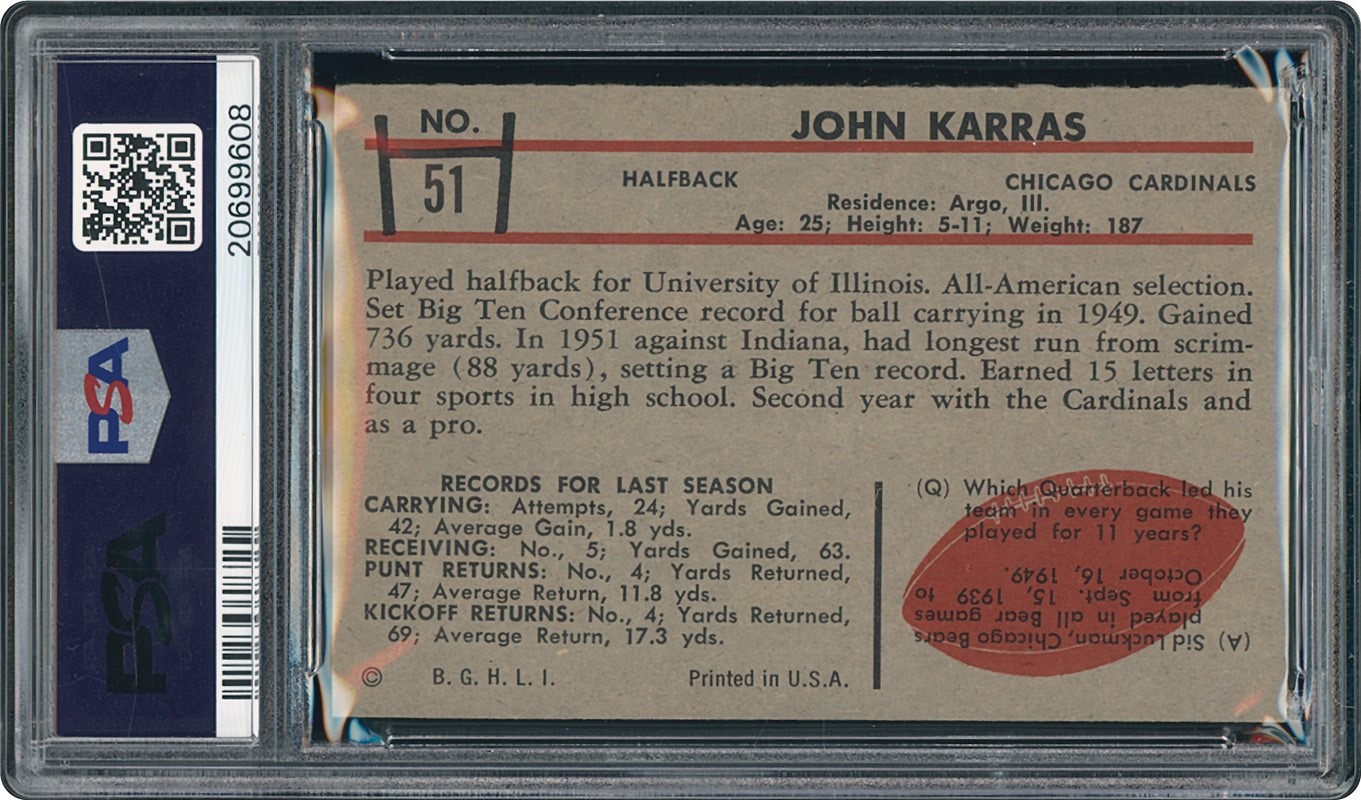 PSA
PSA
20699608
NO.
51
JOHN KARRAS
HALFBACK
CHICAGO CARDINALS
Residence: Argo, Ill.
Age: 25; Height: 5-11; Weight: 187
Played halfback for University of Illinois. All-American selection.
Set Big Ten Conference record for ball carrying in 1949. Gained
736 yards. In 1951 against Indiana, had longest run from scrim-
mage (88 yards), setting a Big Ten record. Earned 15 letters in
four sports in high school. Second year with the Cardinals and
as a pro.
RECORDS FOR LAST SEASON
CARRYING: Attempts, 24; Yards Gained,
42; Average Gain, 1.8 yds.
RECEIVING: No., 5; Yards Gained, 63.
PUNT RETURNS: No., 4; Yards Returned,
47; Average Return, 11.8 yds.
KICKOFF RETURNS: No., 4; Yards Returned,
69; Average Return, 17.3 yds.
© B. G. H. L. I.
Printed in U.S.A.
(Q) Which Quarterback led his
team in every game they
played for 11 years?
(A) Sid Luckman, Chicago Bears
played in all Bear games
from Sept. 15, 1939 to
October 16, 1949.